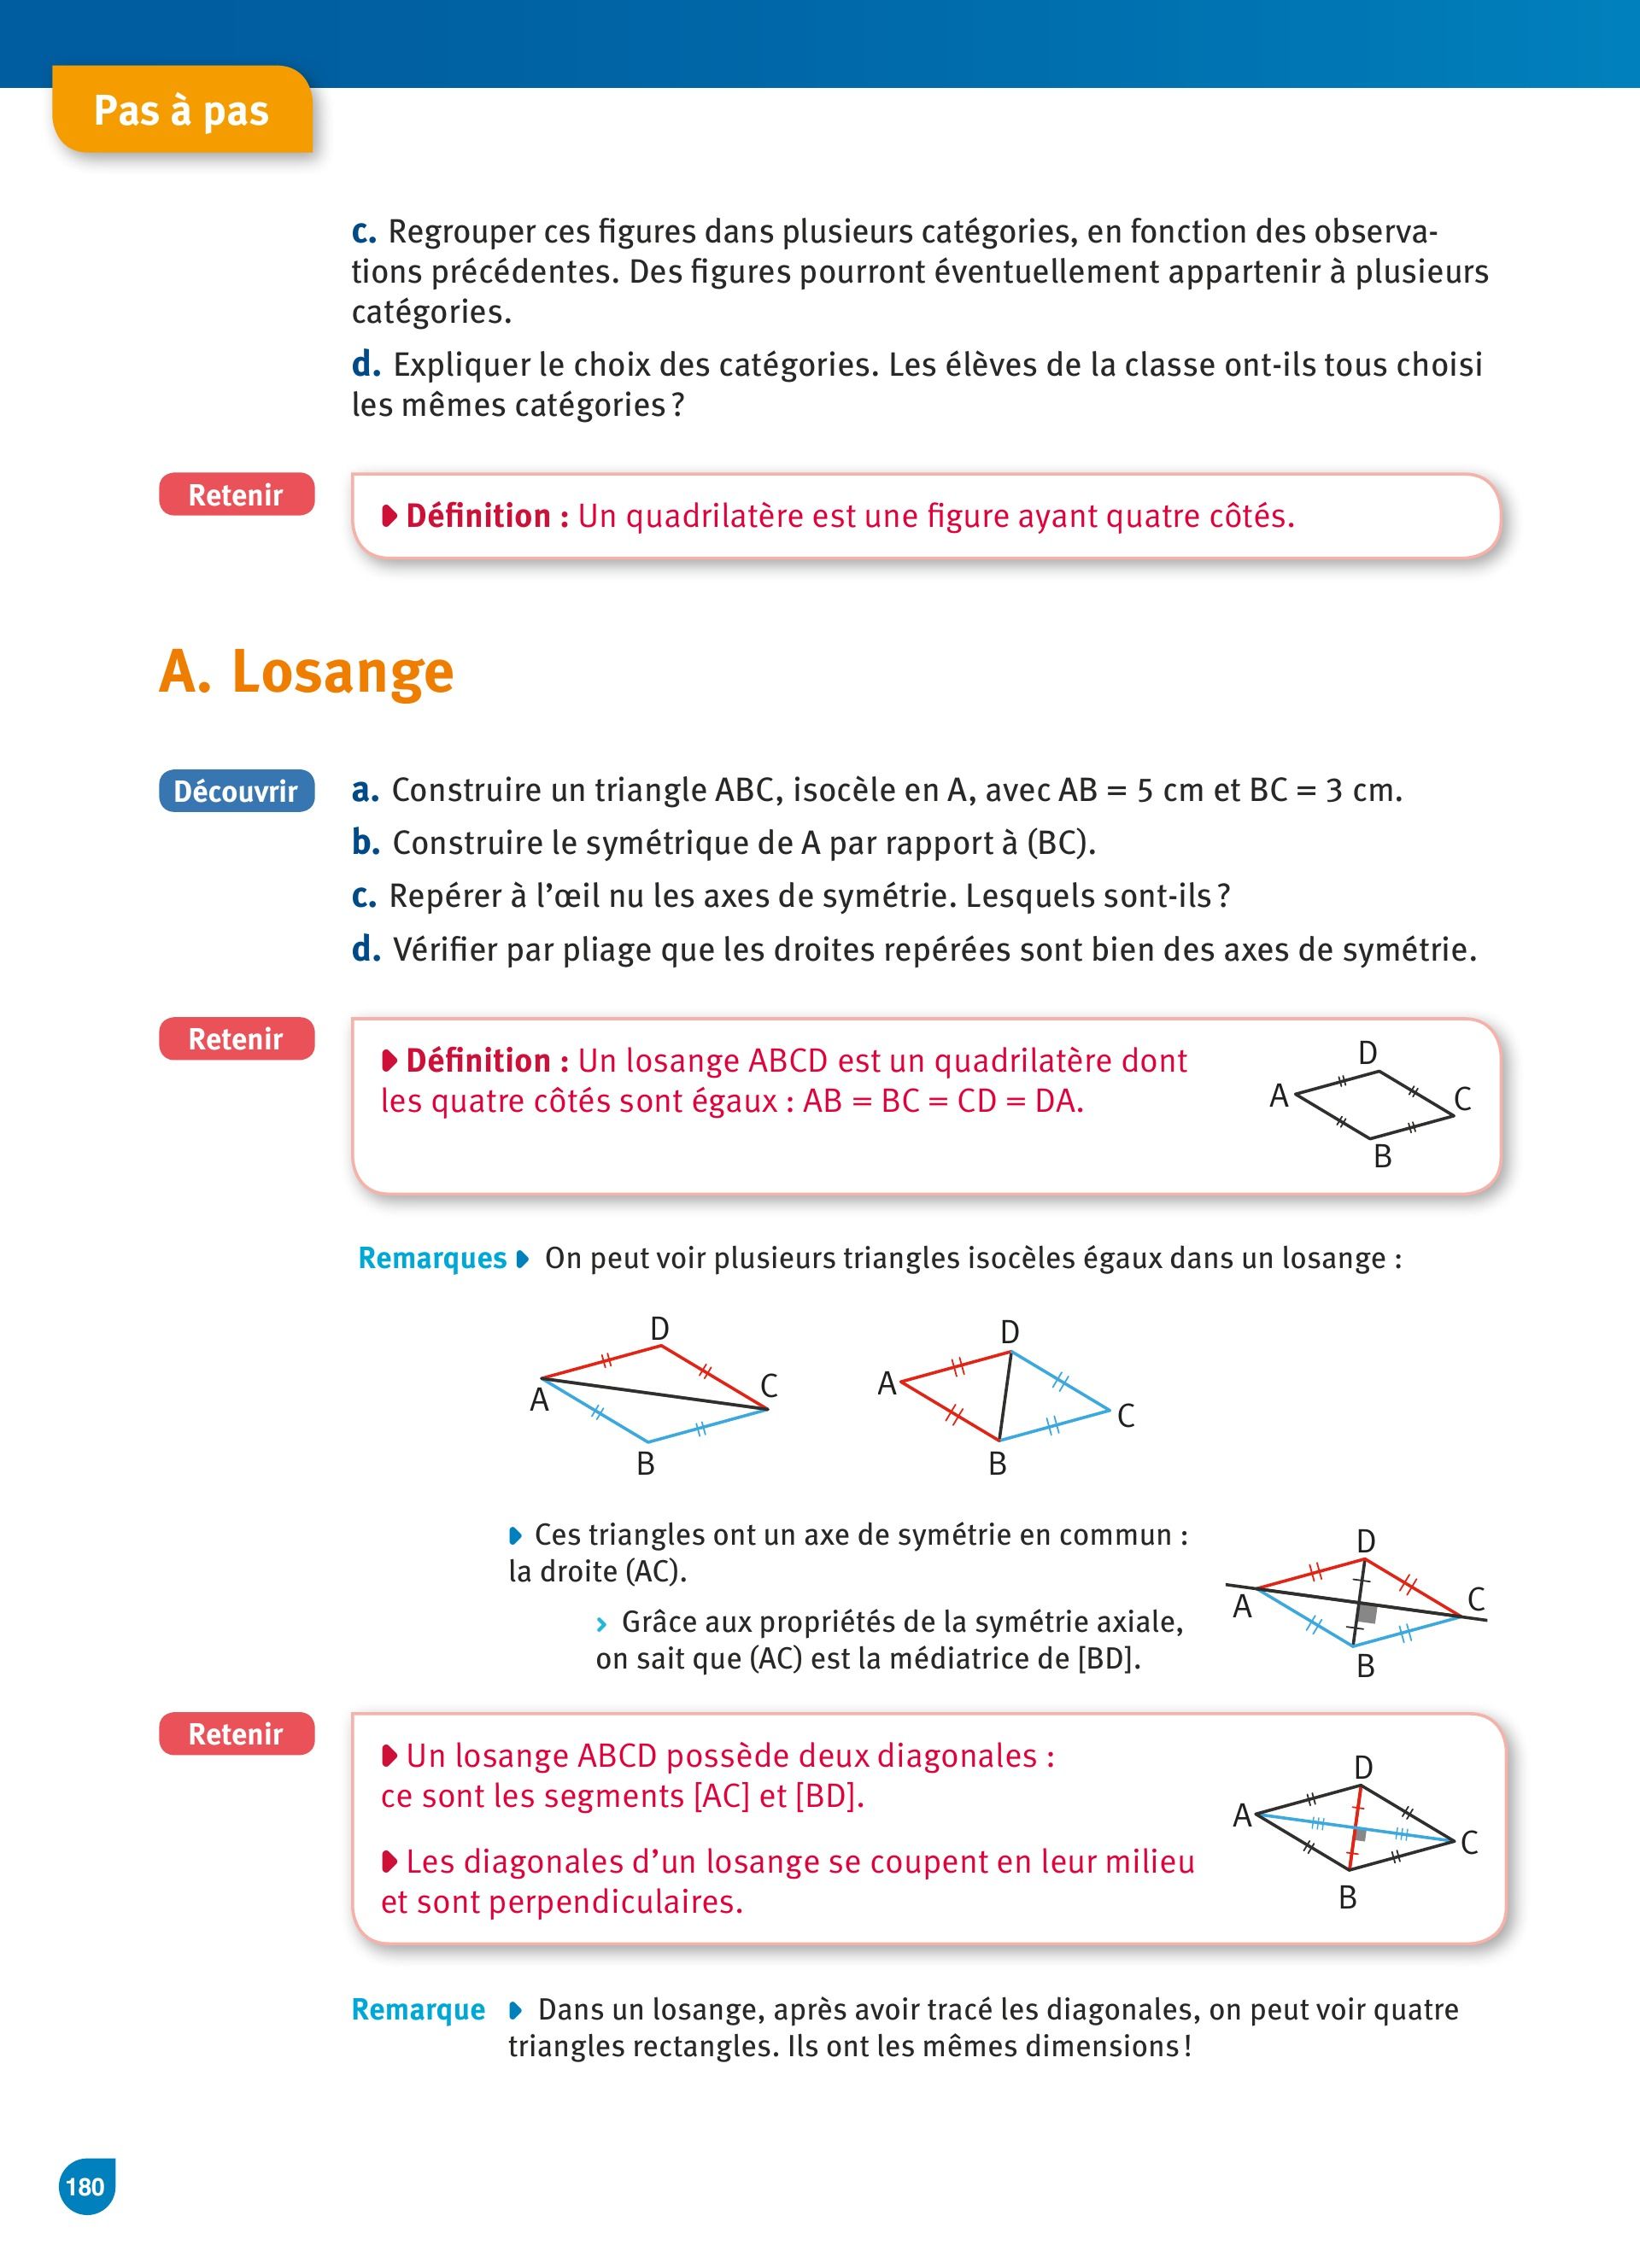 Pas à pas
c. Regrouper ces figures dans plusieurs catégories, en fonction des observa-
tions précédentes. Des figures pourront éventuellement appartenir à plusieurs
catégories.
d. Expliquer le choix des catégories. Les élèves de la classe ont-ils tous choisi
les mêmes catégories ?
Retenir
Définition : Un quadrilatère est une figure ayant quatre côtés.
A. Losange
Découvrir
a. Construire un triangle ABC, isocèle en A, avec AB = 5 cm et BC = 3 cm.
b. Construire le symétrique de A par rapport à (BC).
c. Repérer à l’œil nu les axes de symétrie. Lesquels sont-ils ?
d. Vérifier par pliage que les droites repérées sont bien des axes de symétrie.
Retenir
Définition : Un losange ABCD est un quadrilatère dont
les quatre côtés sont égaux : AB = BC = CD = DA.
D
A
C
B
Remarques On peut voir plusieurs triangles isocèles égaux dans un losange :
D
A
C
B
D
A
C
B
Ces triangles ont un axe de symétrie en commun :
la droite (AC).
› Grâce aux propriétés de la symétrie axiale,
on sait que (AC) est la médiatrice de [BD].
D
A
C
B
Retenir
Un losange ABCD possède deux diagonales :
ce sont les segments [AC] et [BD].
Les diagonales d’un losange se coupent en leur milieu
et sont perpendiculaires.
D
A
C
B
Remarque Dans un losange, après avoir tracé les diagonales, on peut voir quatre
triangles rectangles. Ils ont les mêmes dimensions !
180